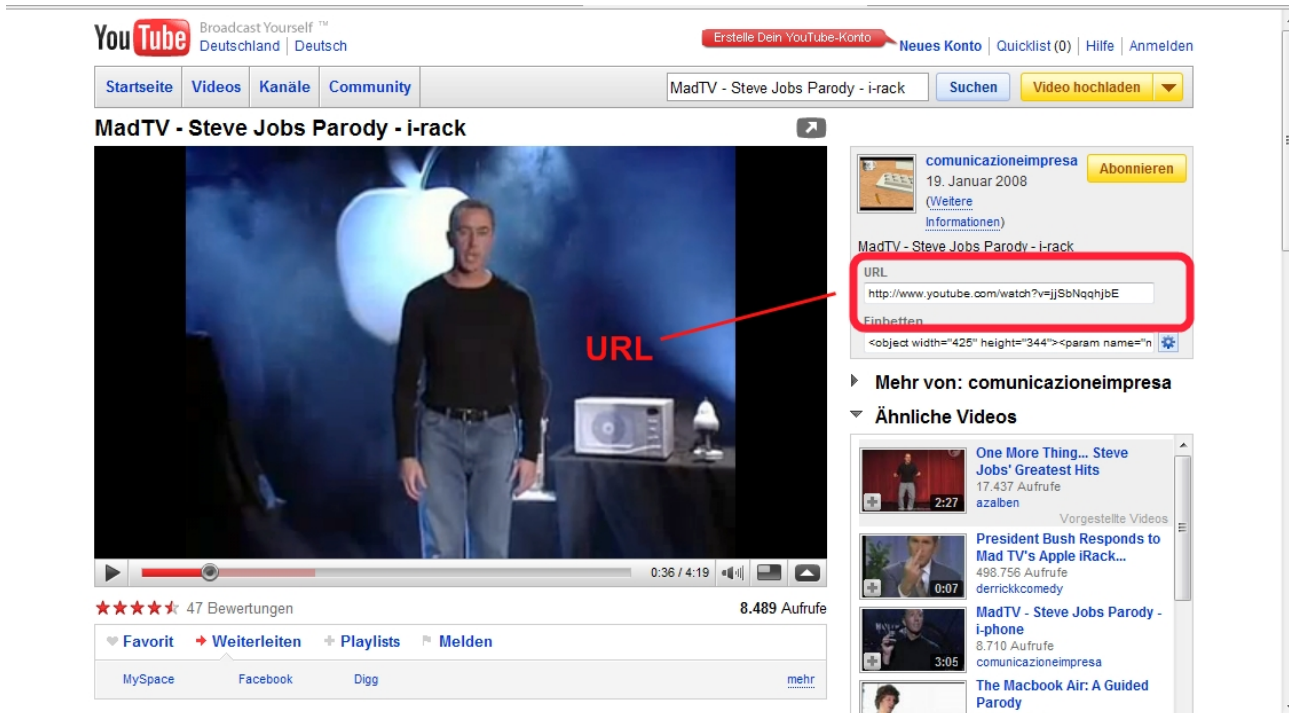 You Tube
Broadcast Yourself ™
Deutschland | Deutsch
Erstelle Dein YouTube-Konto
Neues Konto | Quicklist (0) | Hilfe | Anmelden
Startseite Videos Kanäle Community
MadTV - Steve Jobs Parody - i-rack Suchen Video hochladen
MadTV - Steve Jobs Parody - i-rack
URL
0:36 / 4:19
47 Bewertungen 8.489 Aufrufe
Favorit Weiterleiten Playlists Melden
MySpace Facebook Digg mehr
comunicazioneimpresa Abonnieren
19. Januar 2008
(Weitere
Informationen)
MadTV - Steve Jobs Parody - i-rack
URL
http://www.youtube.com/watch?v=jjSbNqqhjbE
Einbetten
<object width="425" height="344"><param name="n
Mehr von: comunicazioneimpresa
Ähnliche Videos
One More Thing... Steve
Jobs' Greatest Hits
17.437 Aufrufe
2:27 azalben
Vorgestellte Videos
President Bush Responds to
Mad TV's Apple iRack...
498.756 Aufrufe
0:07 derrickkcomedy
MadTV - Steve Jobs Parody -
i-phone
8.710 Aufrufe
3:05 comunicazioneimpresa
The Macbook Air: A Guided
Parody